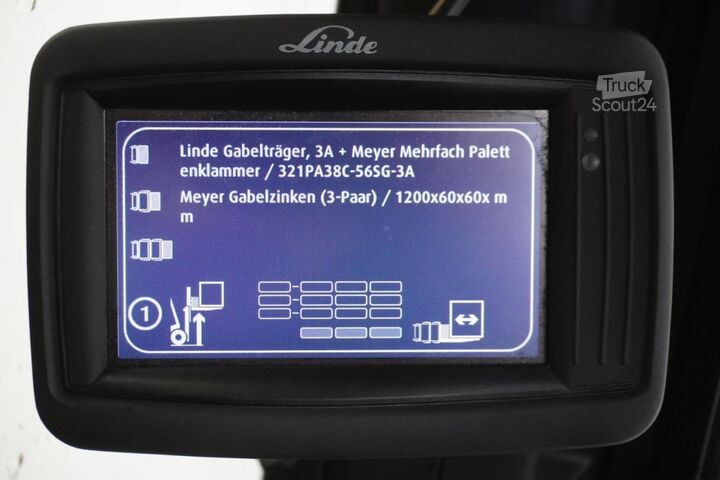 Linde
Truck
Scout24
Linde Gabelträger, 3A + Meyer Mehrfach Palett
enklammer / 321PA38C-56SG-3A
Meyer Gabelzinken (3-Paar) / 1200x60x60x m
m
1